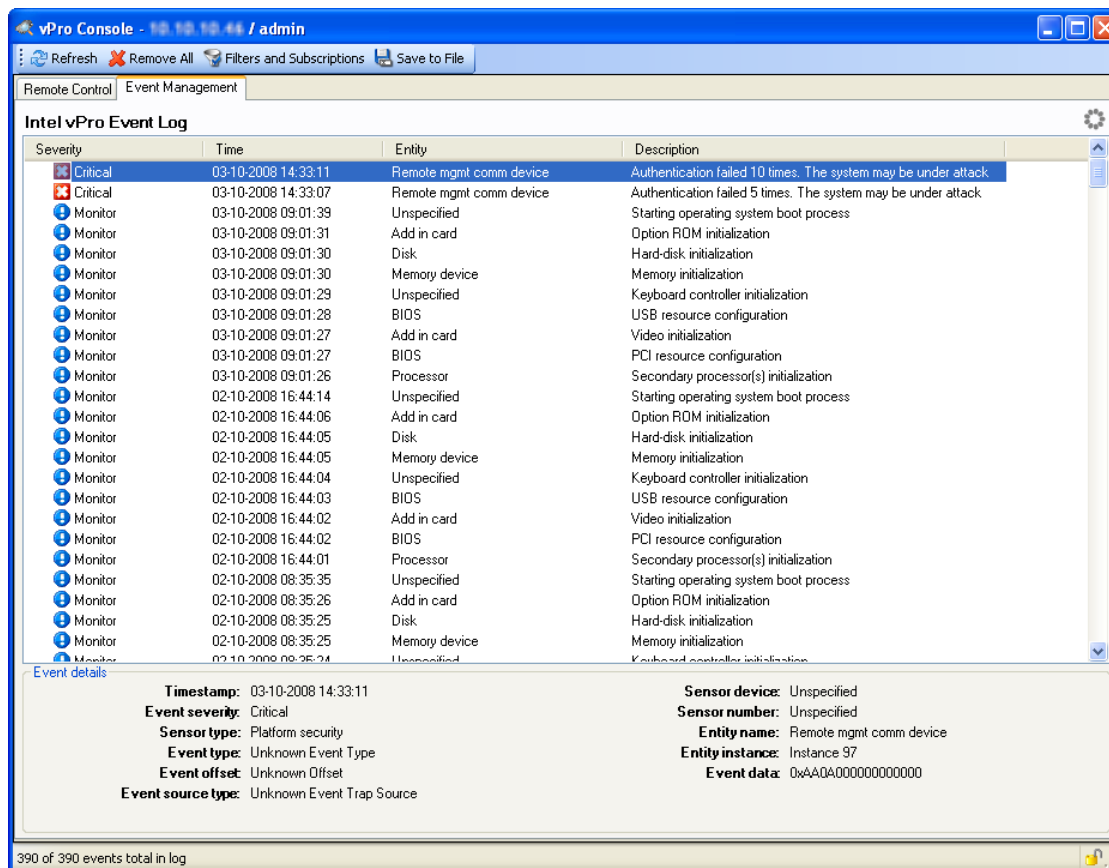 vPro Console - / admin
Refresh Remove All Filters and Subscriptions Save to File
Remote Control Event Management
Intel vPro Event Log
Severity Time Entity Description
Critical 03-10-2008 14:33:11 Remote mgmt comm device Authentication failed 10 times. The system may be under attack
Critical 03-10-2008 14:33:07 Remote mgmt comm device Authentication failed 5 times. The system may be under attack
Monitor 03-10-2008 09:01:39 Unspecified Starting operating system boot process
Monitor 03-10-2008 09:01:31 Add in card Option ROM initialization
Monitor 03-10-2008 09:01:30 Disk Hard-disk initialization
Monitor 03-10-2008 09:01:30 Memory device Memory initialization
Monitor 03-10-2008 09:01:29 Unspecified Keyboard controller initialization
Monitor 03-10-2008 09:01:28 BIOS USB resource configuration
Monitor 03-10-2008 09:01:27 Add in card Video initialization
Monitor 03-10-2008 09:01:27 BIOS PCI resource configuration
Monitor 03-10-2008 09:01:26 Processor Secondary processor(s) initialization
Monitor 02-10-2008 16:44:14 Unspecified Starting operating system boot process
Monitor 02-10-2008 16:44:06 Add in card Option ROM initialization
Monitor 02-10-2008 16:44:05 Disk Hard-disk initialization
Monitor 02-10-2008 16:44:05 Memory device Memory initialization
Monitor 02-10-2008 16:44:04 Unspecified Keyboard controller initialization
Monitor 02-10-2008 16:44:03 BIOS USB resource configuration
Monitor 02-10-2008 16:44:02 Add in card Video initialization
Monitor 02-10-2008 16:44:02 BIOS PCI resource configuration
Monitor 02-10-2008 16:44:01 Processor Secondary processor(s) initialization
Monitor 02-10-2008 08:35:35 Unspecified Starting operating system boot process
Monitor 02-10-2008 08:35:26 Add in card Option ROM initialization
Monitor 02-10-2008 08:35:25 Disk Hard-disk initialization
Monitor 02-10-2008 08:35:25 Memory device Memory initialization
Monitor 02-10-2008 08:35:24 Unspecified Keyboard controller initialization
Event details
Timestamp: 03-10-2008 14:33:11 Sensor device: Unspecified
Event severity: Critical Sensor number: Unspecified
Sensor type: Platform security Entity name: Remote mgmt comm device
Event type: Unknown Event Type Entity instance: Instance 97
Event offset: Unknown Offset Event data: 0xAA0A000000000000
Event source type: Unknown Event Trap Source
390 of 390 events total in log